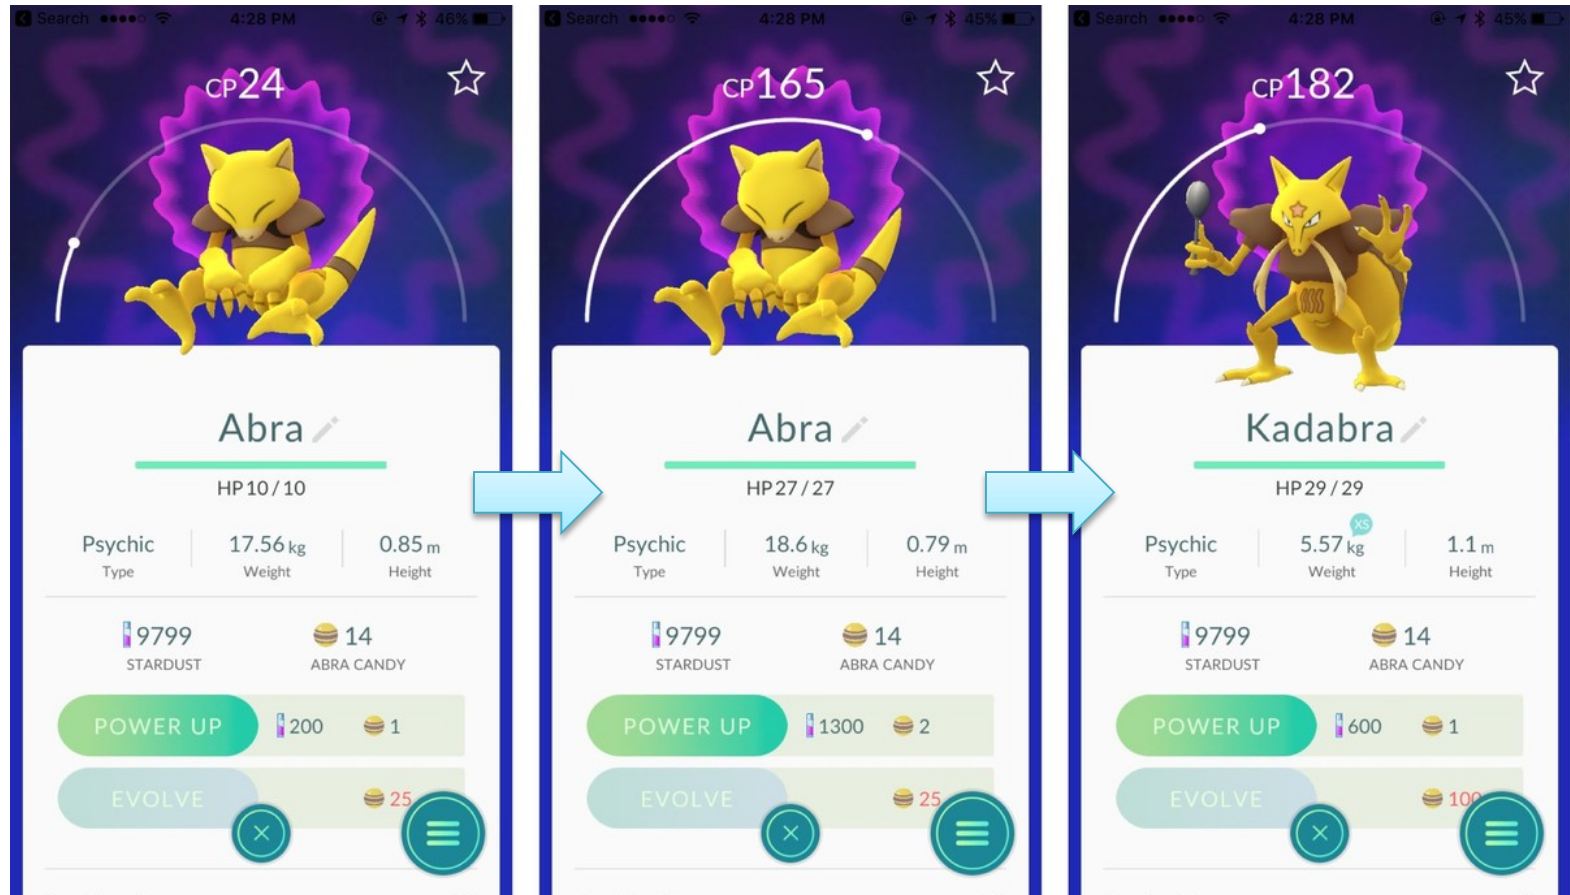 Search 4:28 PM 46%
CP24
Abra
HP 10 / 10
Psychic 17.56 kg 0.85 m
Type Weight Height
9799 14
STARDUST ABRA CANDY
POWER UP 200 1
EVOLVE 25
Search 4:28 PM 45%
CP165
Abra
HP 27 / 27
Psychic 18.6 kg 0.79 m
Type Weight Height
9799 14
STARDUST ABRA CANDY
POWER UP 1300 2
EVOLVE 25
Search 4:28 PM 45%
CP182
Kadabra
HP 29 / 29
XS
Psychic 5.57 kg 1.1 m
Type Weight Height
9799 14
STARDUST ABRA CANDY
POWER UP 600 1
EVOLVE 100